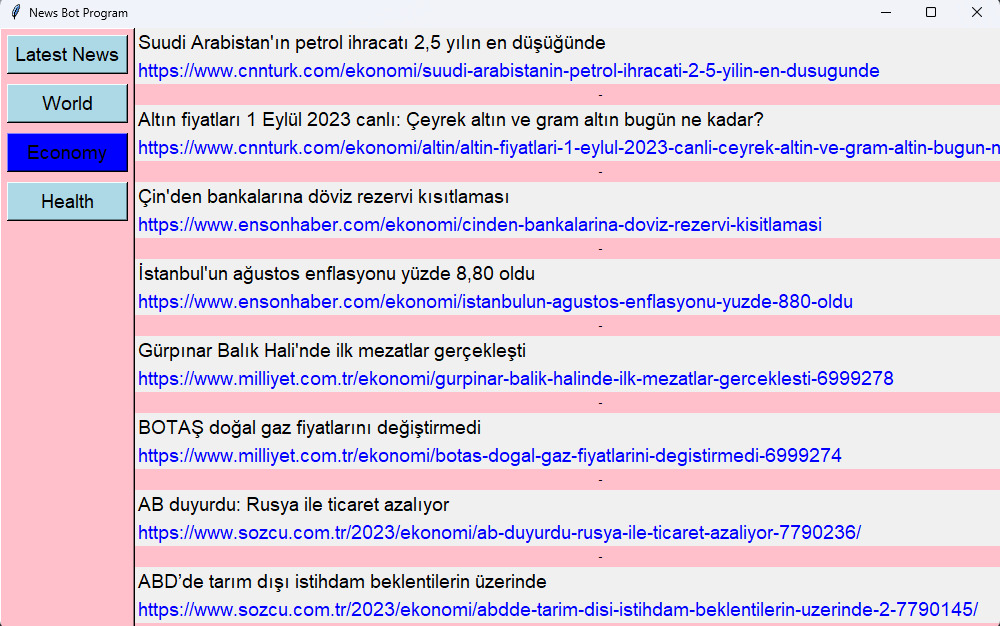 News Bot Program
Latest News
World
Economy
Health
Suudi Arabistan'ın petrol ihracatı 2,5 yılın en düşüğünde
https://www.cnnturk.com/ekonomi/suudi-arabistanin-petrol-ihracati-2-5-yilin-en-dusugunde
-
Altın fiyatları 1 Eylül 2023 canlı: Çeyrek altın ve gram altın bugün ne kadar?
https://www.cnnturk.com/ekonomi/altin/altin-fiyatlari-1-eylul-2023-canli-ceyrek-altin-ve-gram-altin-bugun-n
-
Çin'den bankalarına döviz rezervi kısıtlaması
https://www.ensonhaber.com/ekonomi/cinden-bankalarina-doviz-rezervi-kisitlamasi
-
İstanbul'un ağustos enflasyonu yüzde 8,80 oldu
https://www.ensonhaber.com/ekonomi/istanbulun-agustos-enflasyonu-yuzde-880-oldu
-
Gürpınar Balık Hali'nde ilk mezatlar gerçekleşti
https://www.milliyet.com.tr/ekonomi/gurpinar-balik-halinde-ilk-mezatlar-gerceklesti-6999278
-
BOTAŞ doğal gaz fiyatlarını değiştirmedi
https://www.milliyet.com.tr/ekonomi/botas-dogal-gaz-fiyatlarini-degistirmedi-6999274
-
AB duyurdu: Rusya ile ticaret azalıyor
https://www.sozcu.com.tr/2023/ekonomi/ab-duyurdu-rusya-ile-ticaret-azaliyor-7790236/
-
ABD’de tarım dışı istihdam beklentilerin üzerinde
https://www.sozcu.com.tr/2023/ekonomi/abdde-tarim-disi-istihdam-beklentilerin-uzerinde-2-7790145/